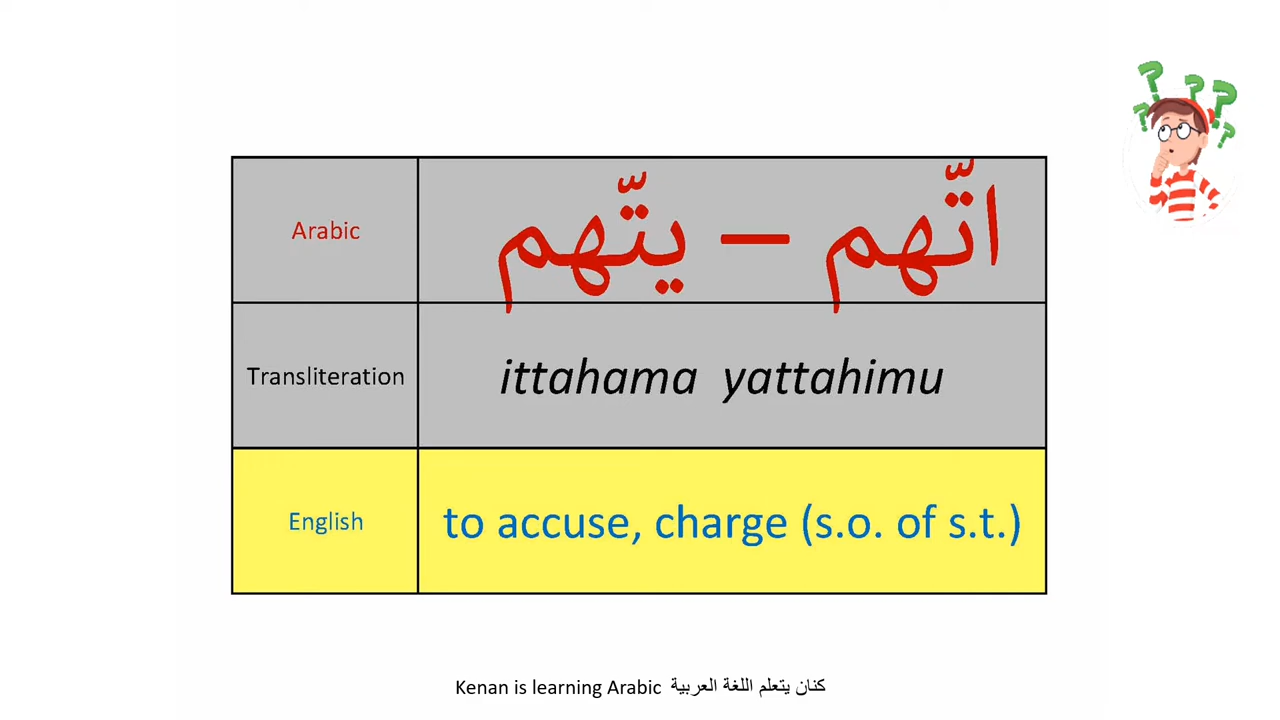 Arabic اتَّهم – يتَّهم
Transliteration ittahama yattahimu
English to accuse, charge (s.o. of s.t.)
Kenan is learning Arabic كنان يتعلم اللغة العربية